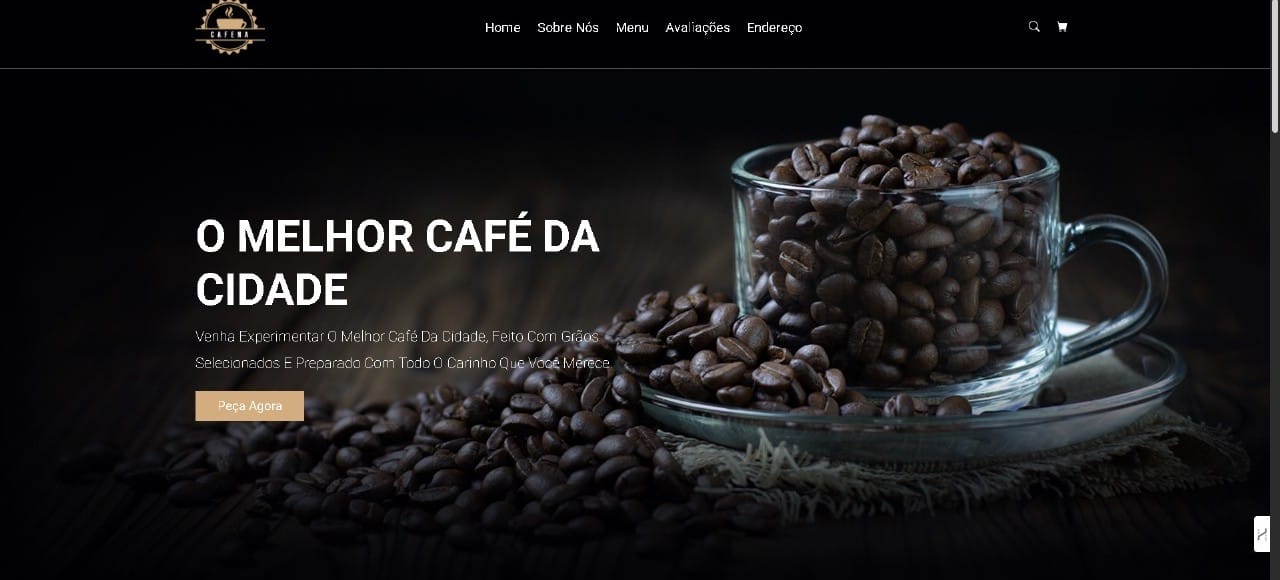 CAFENA
Home Sobre Nós Menu Avaliações Endereço
O MELHOR CAFÉ DA
CIDADE
Venha Experimentar O Melhor Café Da Cidade, Feito Com Grãos
Selecionados E Preparado Com Todo O Carinho Que Você Merece.
Peça Agora